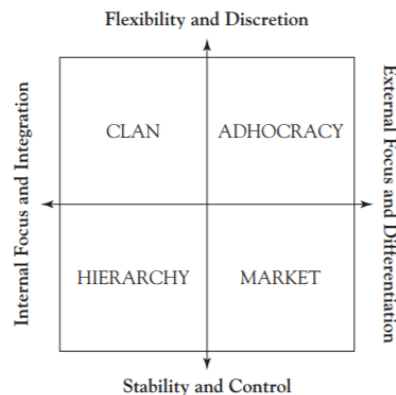 Flexibility and Discretion
Internal Focus and Integration
CLAN
ADHOCRACY
External Focus and Differentiation
HIERARCHY
MARKET
Stability and Control